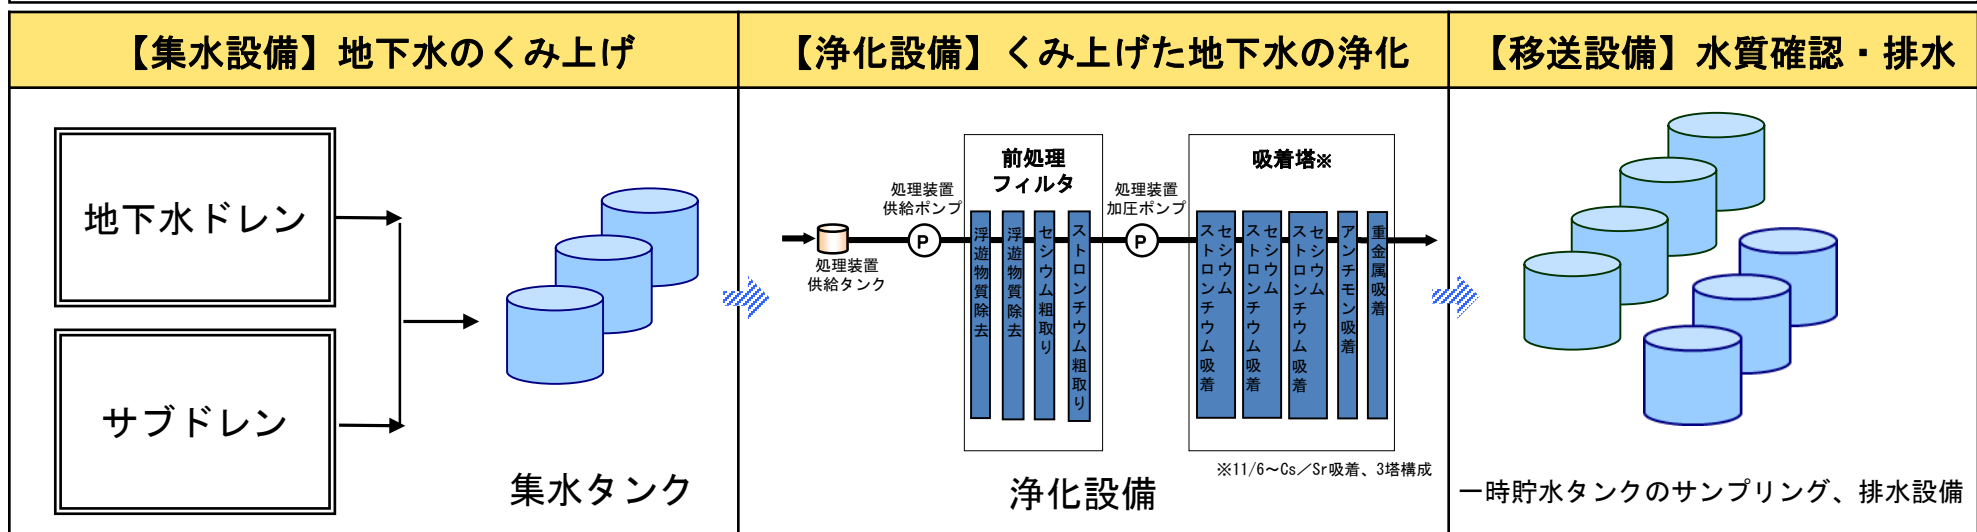 【集水設備】地下水のくみ上げ
【浄化設備】くみ上げた地下水の浄化
【移送設備】水質確認・排水
地下水ドレン
サブドレン
集水タンク
処理装置
供給タンク
処理装置
供給ポンプ
P
前処理
フィルタ
浮遊物質除去
浮遊物質除去
セシウム粗取り
ストロンチウム粗取り
処理装置
加圧ポンプ
P
吸着塔※
セシウム
ストロンチウム吸着
セシウム
ストロンチウム吸着
セシウム
ストロンチウム吸着
アンチモン吸着
重金属吸着
※11/6～Cs／Sr吸着、3塔構成
浄化設備
一時貯水タンクのサンプリング、排水設備